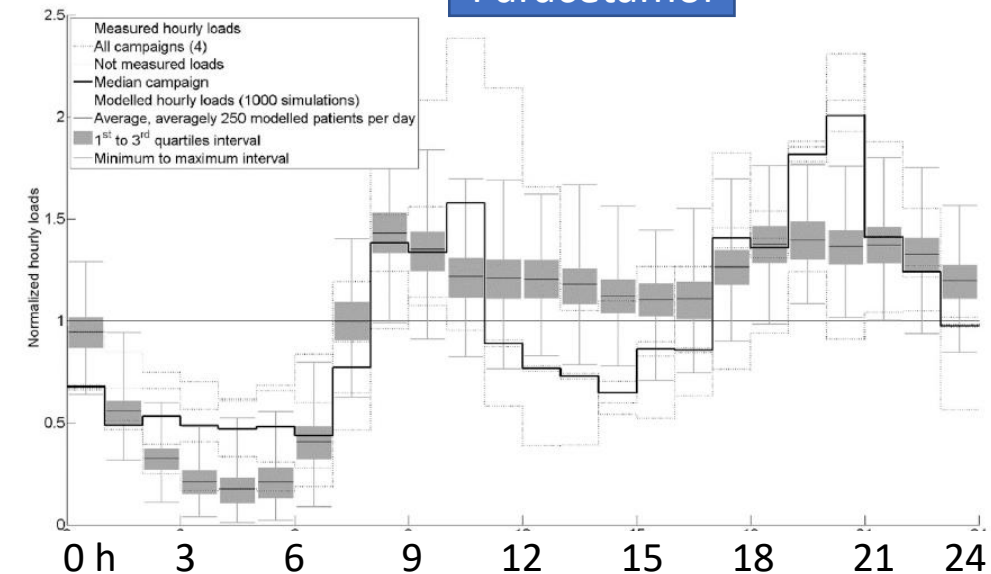 Paracetamol
2.5
Measured hourly loads
All campaigns (4)
Not measured loads
Median campaign
Modelled hourly loads (1000 simulations)
Average, averagely 250 modelled patients per day
1st to 3rd quartiles interval
Minimum to maximum interval
2
1.5
1
0.5
0
Normalized hourly loads
0 h 3 6 9 12 15 18 21 24